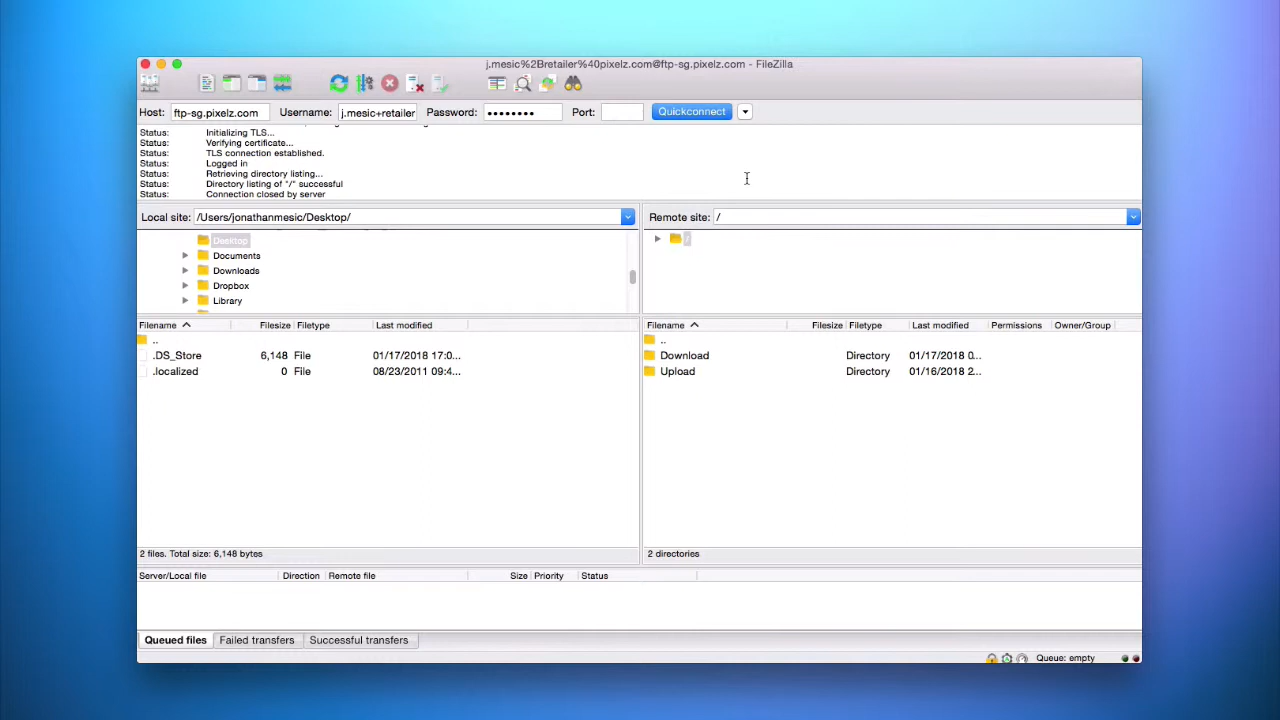 j.mesic%2Bretailer%40pixelz.com@ftp-sg.pixelz.com - FileZilla
Host: ftp-sg.pixelz.com Username: j.mesic+retailer Password: •••••••• Port: Quickconnect
Status: Initializing TLS...
Status: Verifying certificate...
Status: TLS connection established.
Status: Logged in
Status: Retrieving directory listing...
Status: Directory listing of "/" successful
Status: Connection closed by server
Local site: /Users/jonathanmesic/Desktop/
Desktop
Documents
Downloads
Dropbox
Library
Filename Filesize Filetype Last modified
..
.DS_Store 6,148 File 01/17/2018 17:0...
.localized 0 File 08/23/2011 09:4...
2 files. Total size: 6,148 bytes
Remote site: /
/
Filename Filesize Filetype Last modified Permissions Owner/Group
..
Download Directory 01/17/2018 0...
Upload Directory 01/16/2018 2...
2 directories
Server/Local file Direction Remote file Size Priority Status
Queued files Failed transfers Successful transfers
Queue: empty